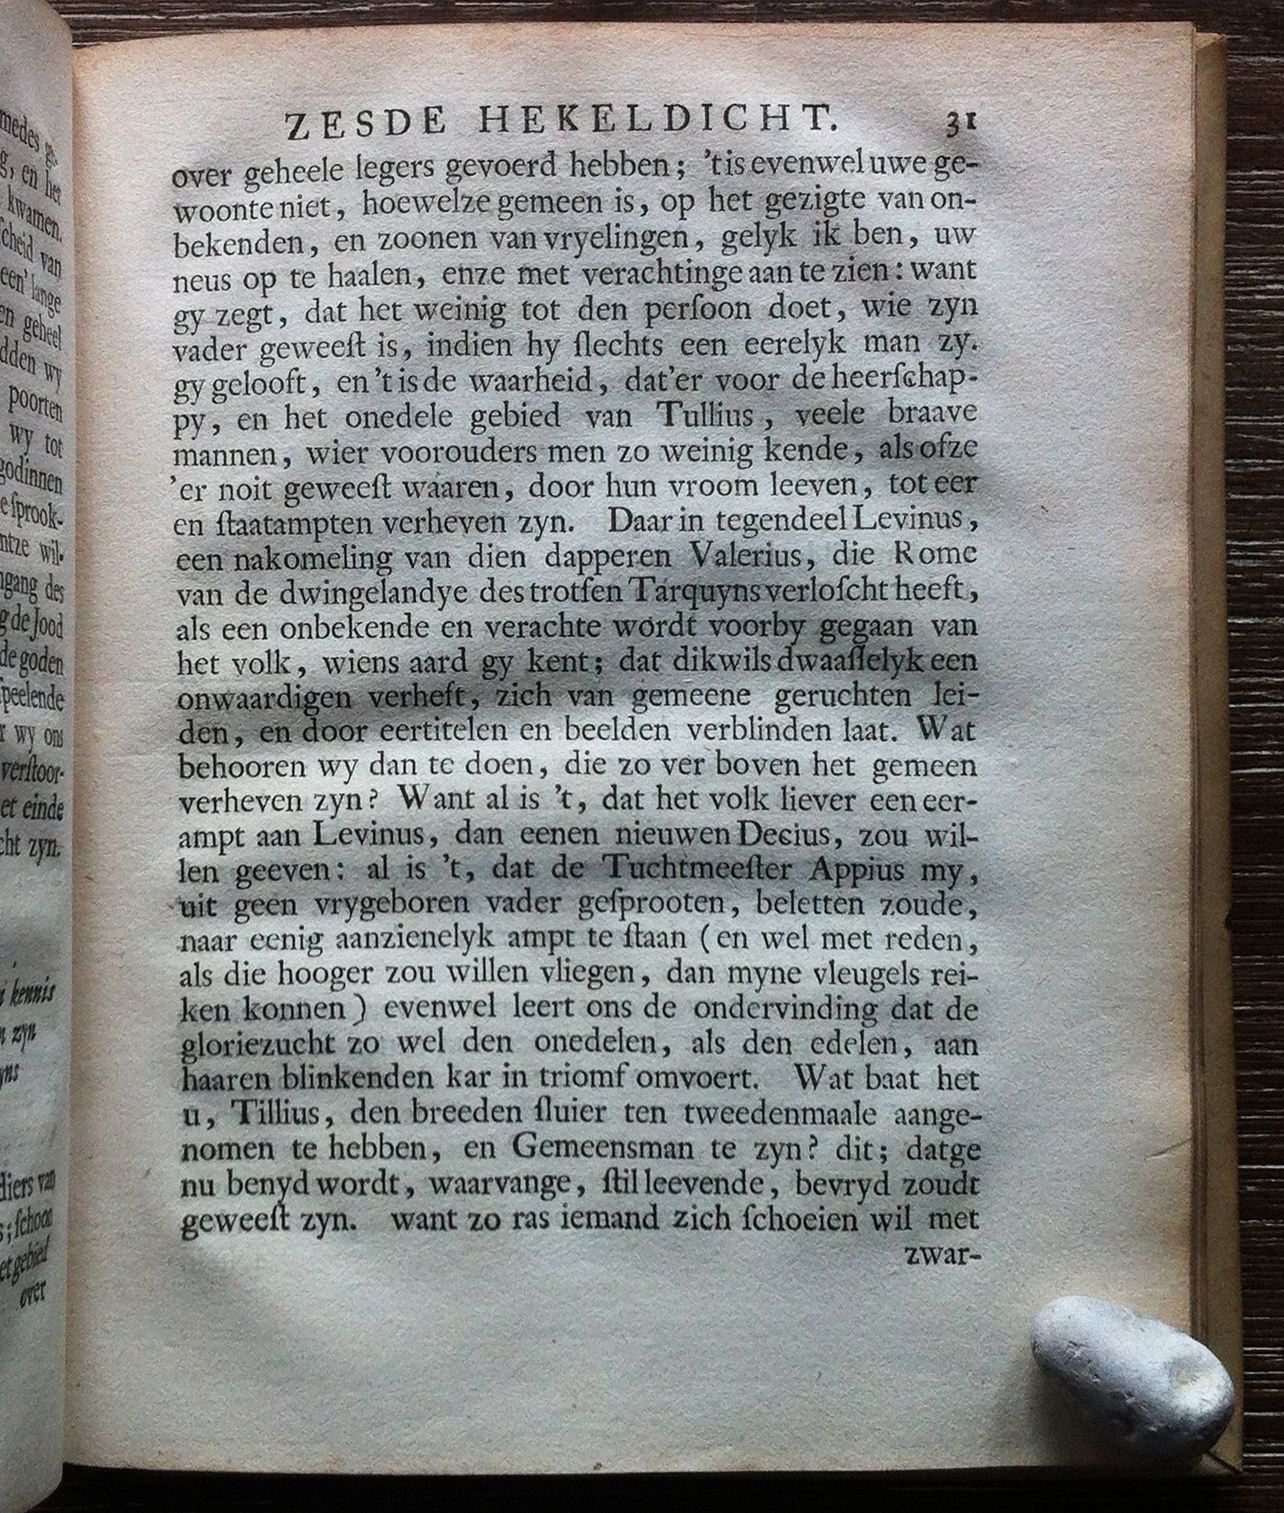 ZESDE HEKELDICHT. 31
over geheele legers gevoerd hebben; 'tis evenwel uwe ge-
woonte niet, hoewelze gemeen is, op het gezigte van on-
bekenden, en zoonen van vryelingen, gelyk ik ben, uw
neus op te haalen, enze met verachtinge aan te zien: want
gy zegt, dat het weinig tot den perſoon doet, wie zyn
vader geweeſt is, indien hy ſlechts een eerelyk man zy.
gy gelooft, en 't is de waarheid, dat'er voor de heerſchap-
py, en het onedele gebied van Tullius, veele braave
mannen, wier voorouders men zo weinig kende, als ofze
'er noit geweeſt waaren, door hun vroom leeven, tot eer
en ſtaatampten verheven zyn. Daar in tegendeel Levinus,
een nakomeling van dien dapperen Valerius, die Rome
van de dwingelandye des trotſen Tarquyns verloſcht heeft,
als een onbekende en verachte wordt voorby gegaan van
het volk, wiens aard gy kent; dat dikwils dwaaſlelyk een
onwaardigen verheft, zich van gemeene geruchten lei-
den, en door eertitelen en beelden verblinden laat. Wat
behooren wy dan te doen, die zo ver boven het gemeen
verheven zyn? Want al is 't, dat het volk liever een eer-
ampt aan Levinus, dan eenen nieuwen Decius, zou wil-
len geeven: al is 't, dat de Tuchtmeeſter Appius my,
uit geen vrygeboren vader geſprooten, beletten zoude,
naar eenig aanzienelyk ampt te ſtaan (en wel met reden,
als die hooger zou willen vliegen, dan myne vleugels rei-
ken konnen) evenwel leert ons de ondervinding dat de
gloriezucht zo wel den onedelen, als den edelen, aan
haaren blinkenden kar in triomf omvoert. Wat baat het
u, Tillius, den breeden ſluier ten tweedenmaale aange-
nomen te hebben, en Gemeensman te zyn? dit; datge
nu benyd wordt, waarvange, ſtil leevende, bevryd zoudt
geweeſt zyn. want zo ras iemand zich ſchoeien wil met
zwar-